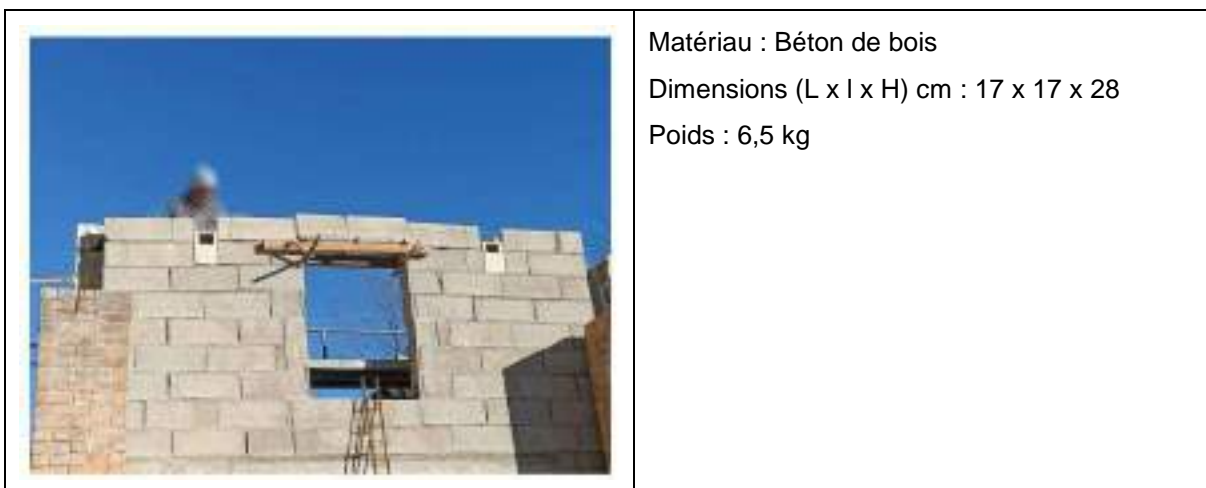 Matériau : Béton de bois
Dimensions (L x l x H) cm : 17 x 17 x 28
Poids : 6,5 kg